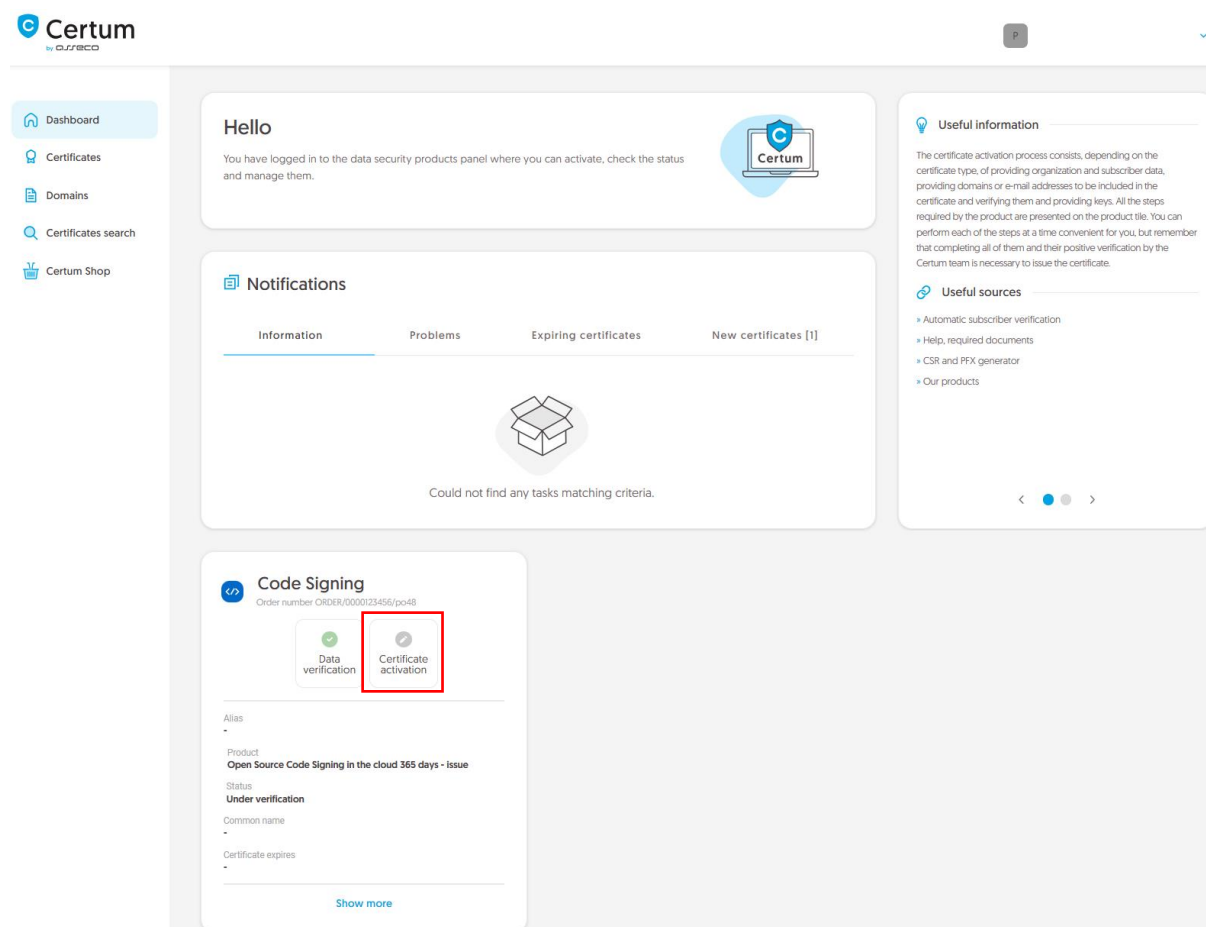 Certum
by asseco
P
Dashboard
Certificates
Domains
Certificates search
Certum Shop
Hello
You have logged in to the data security products panel where you can activate, check the status
and manage them.
Certum
Notifications
Information
Problems
Expiring certificates
New certificates [1]
Could not find any tasks matching criteria.
Useful information
The certificate activation process consists, depending on the
certificate type, of providing organization and subscriber data,
providing domains or e-mail addresses to be included in the
certificate and verifying them and providing keys. All the steps
required by the product are presented on the product tile. You can
perform each of the steps at a time convenient for you, but remember
that completing all of them and their positive verification by the
Certum team is necessary to issue the certificate.
Useful sources
» Automatic subscriber verification
» Help, required documents
» CSR and PFX generator
» Our products
Code Signing
Order number ORDER/0000123456/po48
Data
verification
Certificate
activation
Alias
-
Product
Open Source Code Signing in the cloud 365 days - issue
Status
Under verification
Common name
-
Certificate expires
-
Show more